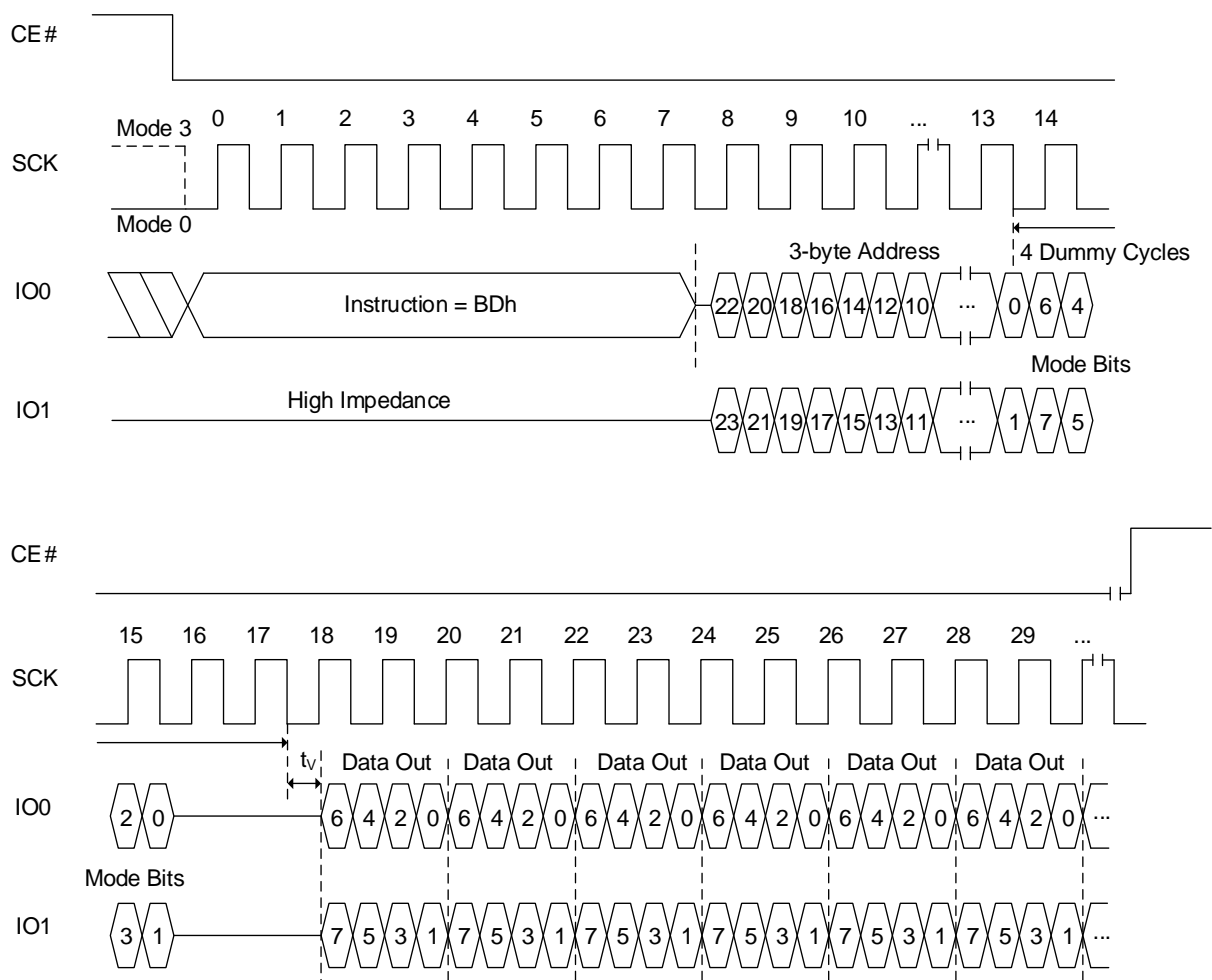 CE#
Mode 3 0 1 2 3 4 5 6 7 8 9 10 ... 13 14
SCK
Mode 0
3-byte Address 4 Dummy Cycles
IO0 Instruction = BDh 22 20 18 16 14 12 10 ... 0 6 4
Mode Bits
IO1 High Impedance 23 21 19 17 15 13 11 ... 1 7 5
CE#
15 16 17 18 19 20 21 22 23 24 25 26 27 28 29 ...
SCK
tV Data Out Data Out Data Out Data Out Data Out Data Out
IO0 2 0 6 4 2 0 6 4 2 0 6 4 2 0 6 4 2 0 6 4 2 0 6 4 2 0 ...
Mode Bits
IO1 3 1 7 5 3 1 7 5 3 1 7 5 3 1 7 5 3 1 7 5 3 1 7 5 3 1 ...